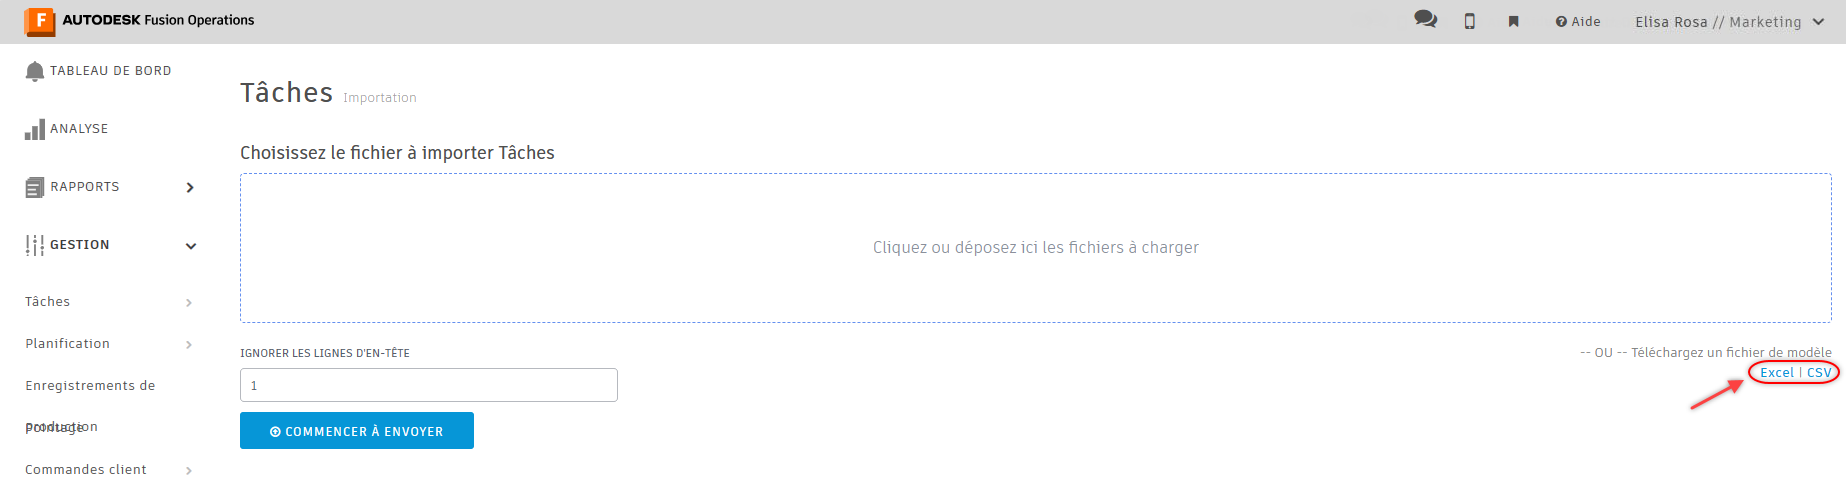 AUTODESK Fusion Operations
Aide
Elisa Rosa // Marketing
TABLEAU DE BORD
ANALYSE
RAPPORTS
GESTION
Tâches
Planification
Enregistrements de
production
Pointage
Commandes client
Tâches Importation
Choisissez le fichier à importer Tâches
Cliquez ou déposez ici les fichiers à charger
IGNORER LES LIGNES D'EN-TÊTE
1
COMMENCER À ENVOYER
-- OU -- Téléchargez un fichier de modèle
Excel | CSV